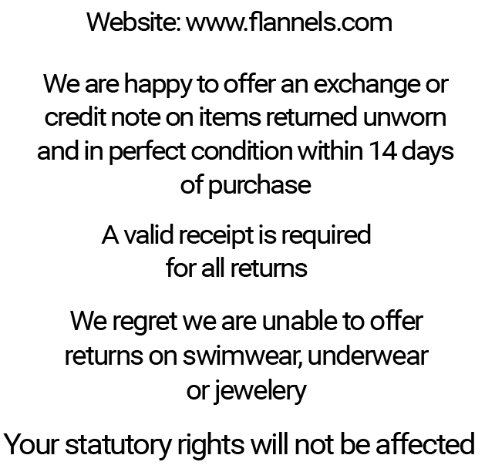 Website: www.flannels.com
We are happy to offer an exchange or
credit note on items returned unworn
and in perfect condition within 14 days
of purchase
A valid receipt is required
for all returns
We regret we are unable to offer
returns on swimwear, underwear
or jewelery
Your statutory rights will not be affected